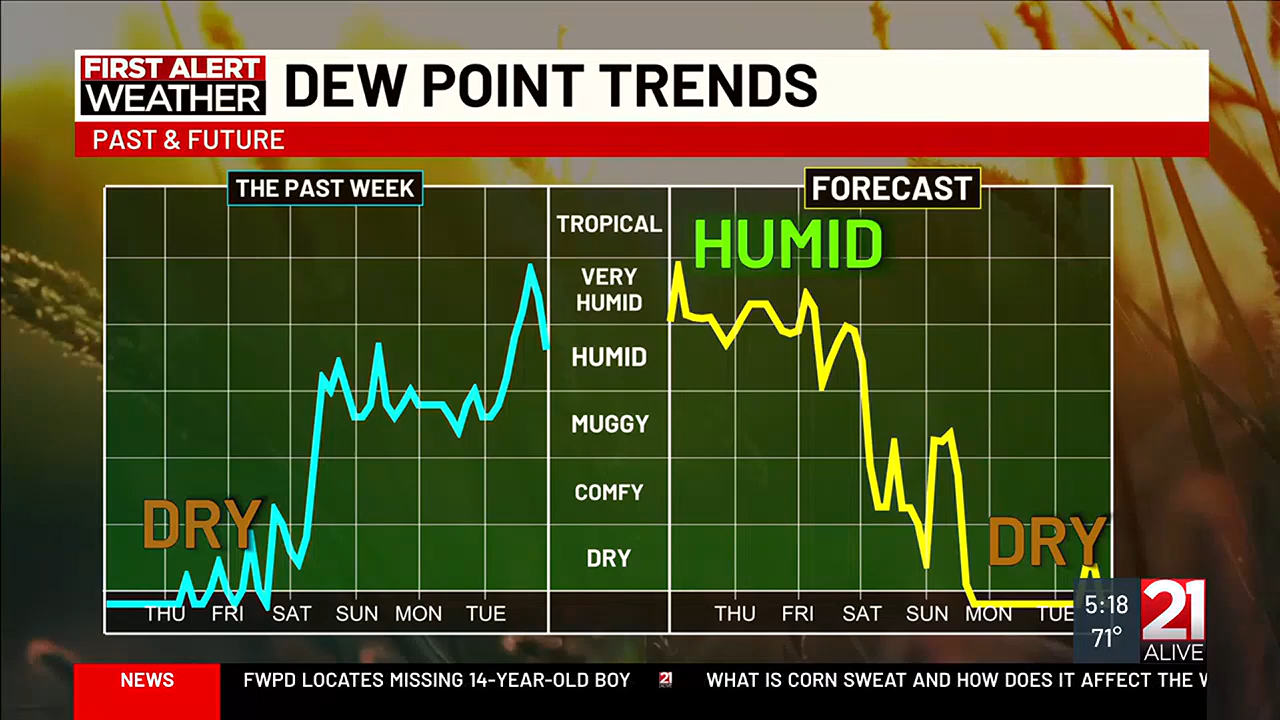 FIRST ALERT
WEATHER
DEW POINT TRENDS
PAST & FUTURE
THE PAST WEEK
FORECAST
TROPICAL
HUMID
VERY
HUMID
HUMID
MUGGY
COMFY
DRY
DRY
DRY
THU FRI SAT SUN MON TUE
THU FRI SAT SUN MON TUE
5:18
71°
21
ALIVE
NEWS
FWPD LOCATES MISSING 14-YEAR-OLD BOY
21
WHAT IS CORN SWEAT AND HOW DOES IT AFFECT THE W